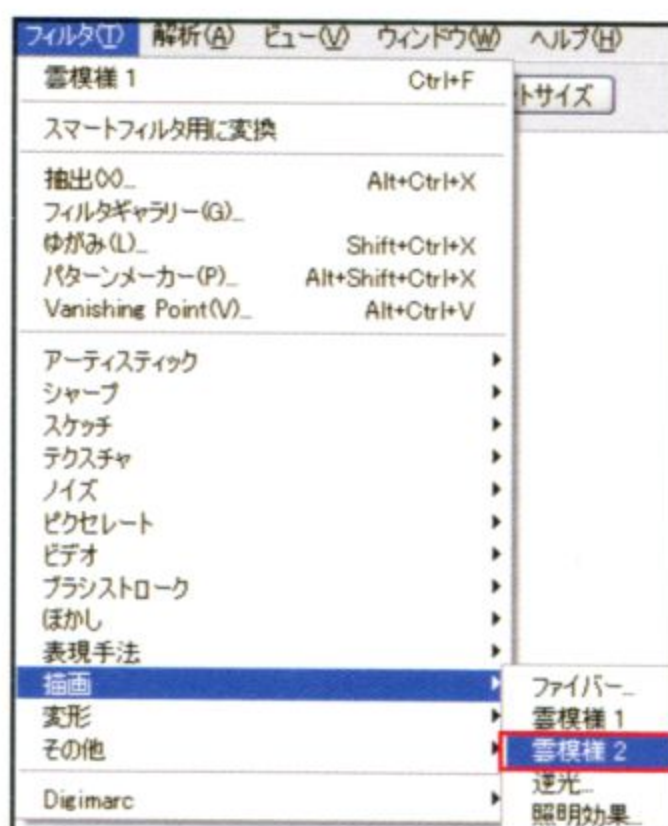 フィルタ(T) 解析(A) ビュー(V) ウィンドウ(W) ヘルプ(H)
雲模様 1 Ctrl+F
トサイズ
スマートフィルタ用に変換
抽出(X)... Alt+Ctrl+X
フィルタギャラリー(G)...
ゆがみ(L)... Shift+Ctrl+X
パターンメーカー(P)... Alt+Shift+Ctrl+X
Vanishing Point(V)... Alt+Ctrl+V
アーティスティック
シャープ
スケッチ
テクスチャ
ノイズ
ピクセレート
ビデオ
ブラシストローク
ぼかし
表現手法
描画
ファイバー...
変形
雲模様 1
その他
雲模様 2
逆光...
Digimarc
照明効果...